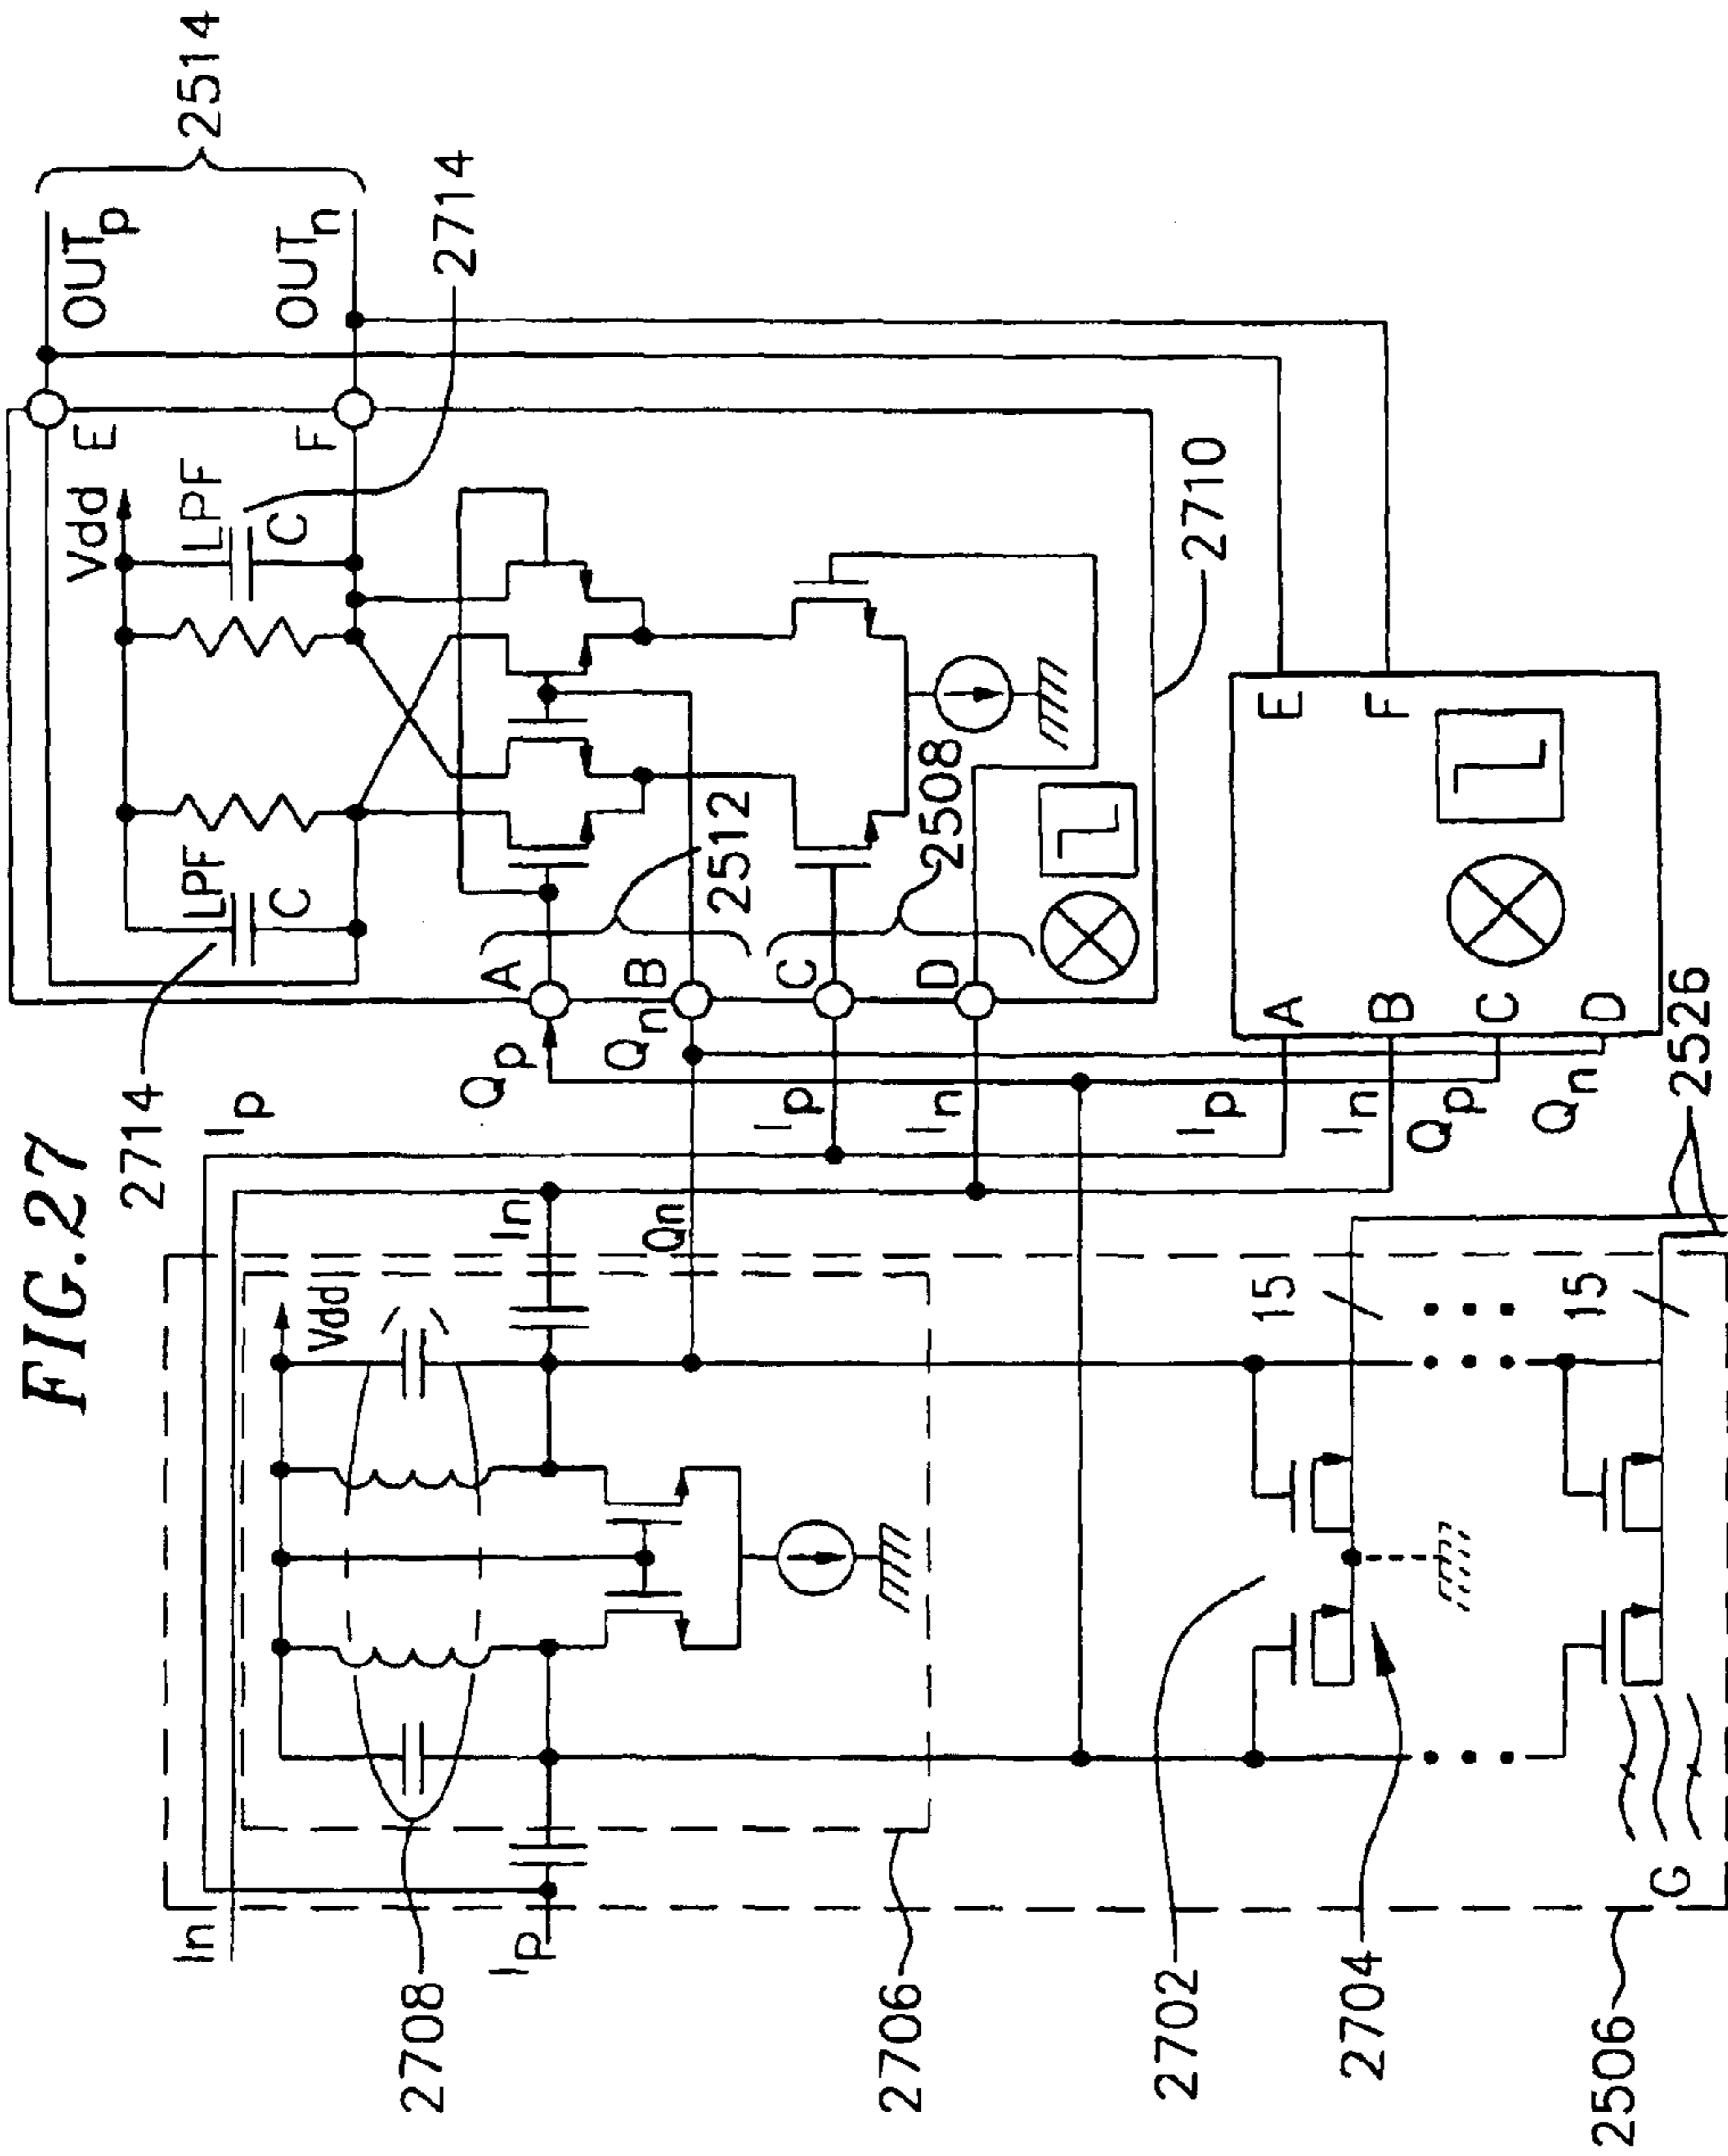 FIG.27
2514
OUTp
OUTn
2714
Vdd
LPF
C
E
F
LPF
C
2714
Ip
In
Vdd
In
Qn
Qp
Qn
Ip
In
A
B
C
D
2512
2508
2710
Ip
In
Qp
Qn
A
B
C
D
E
F
2526
15
15
G
In
Ip
2708
2706
2702
2704
2506